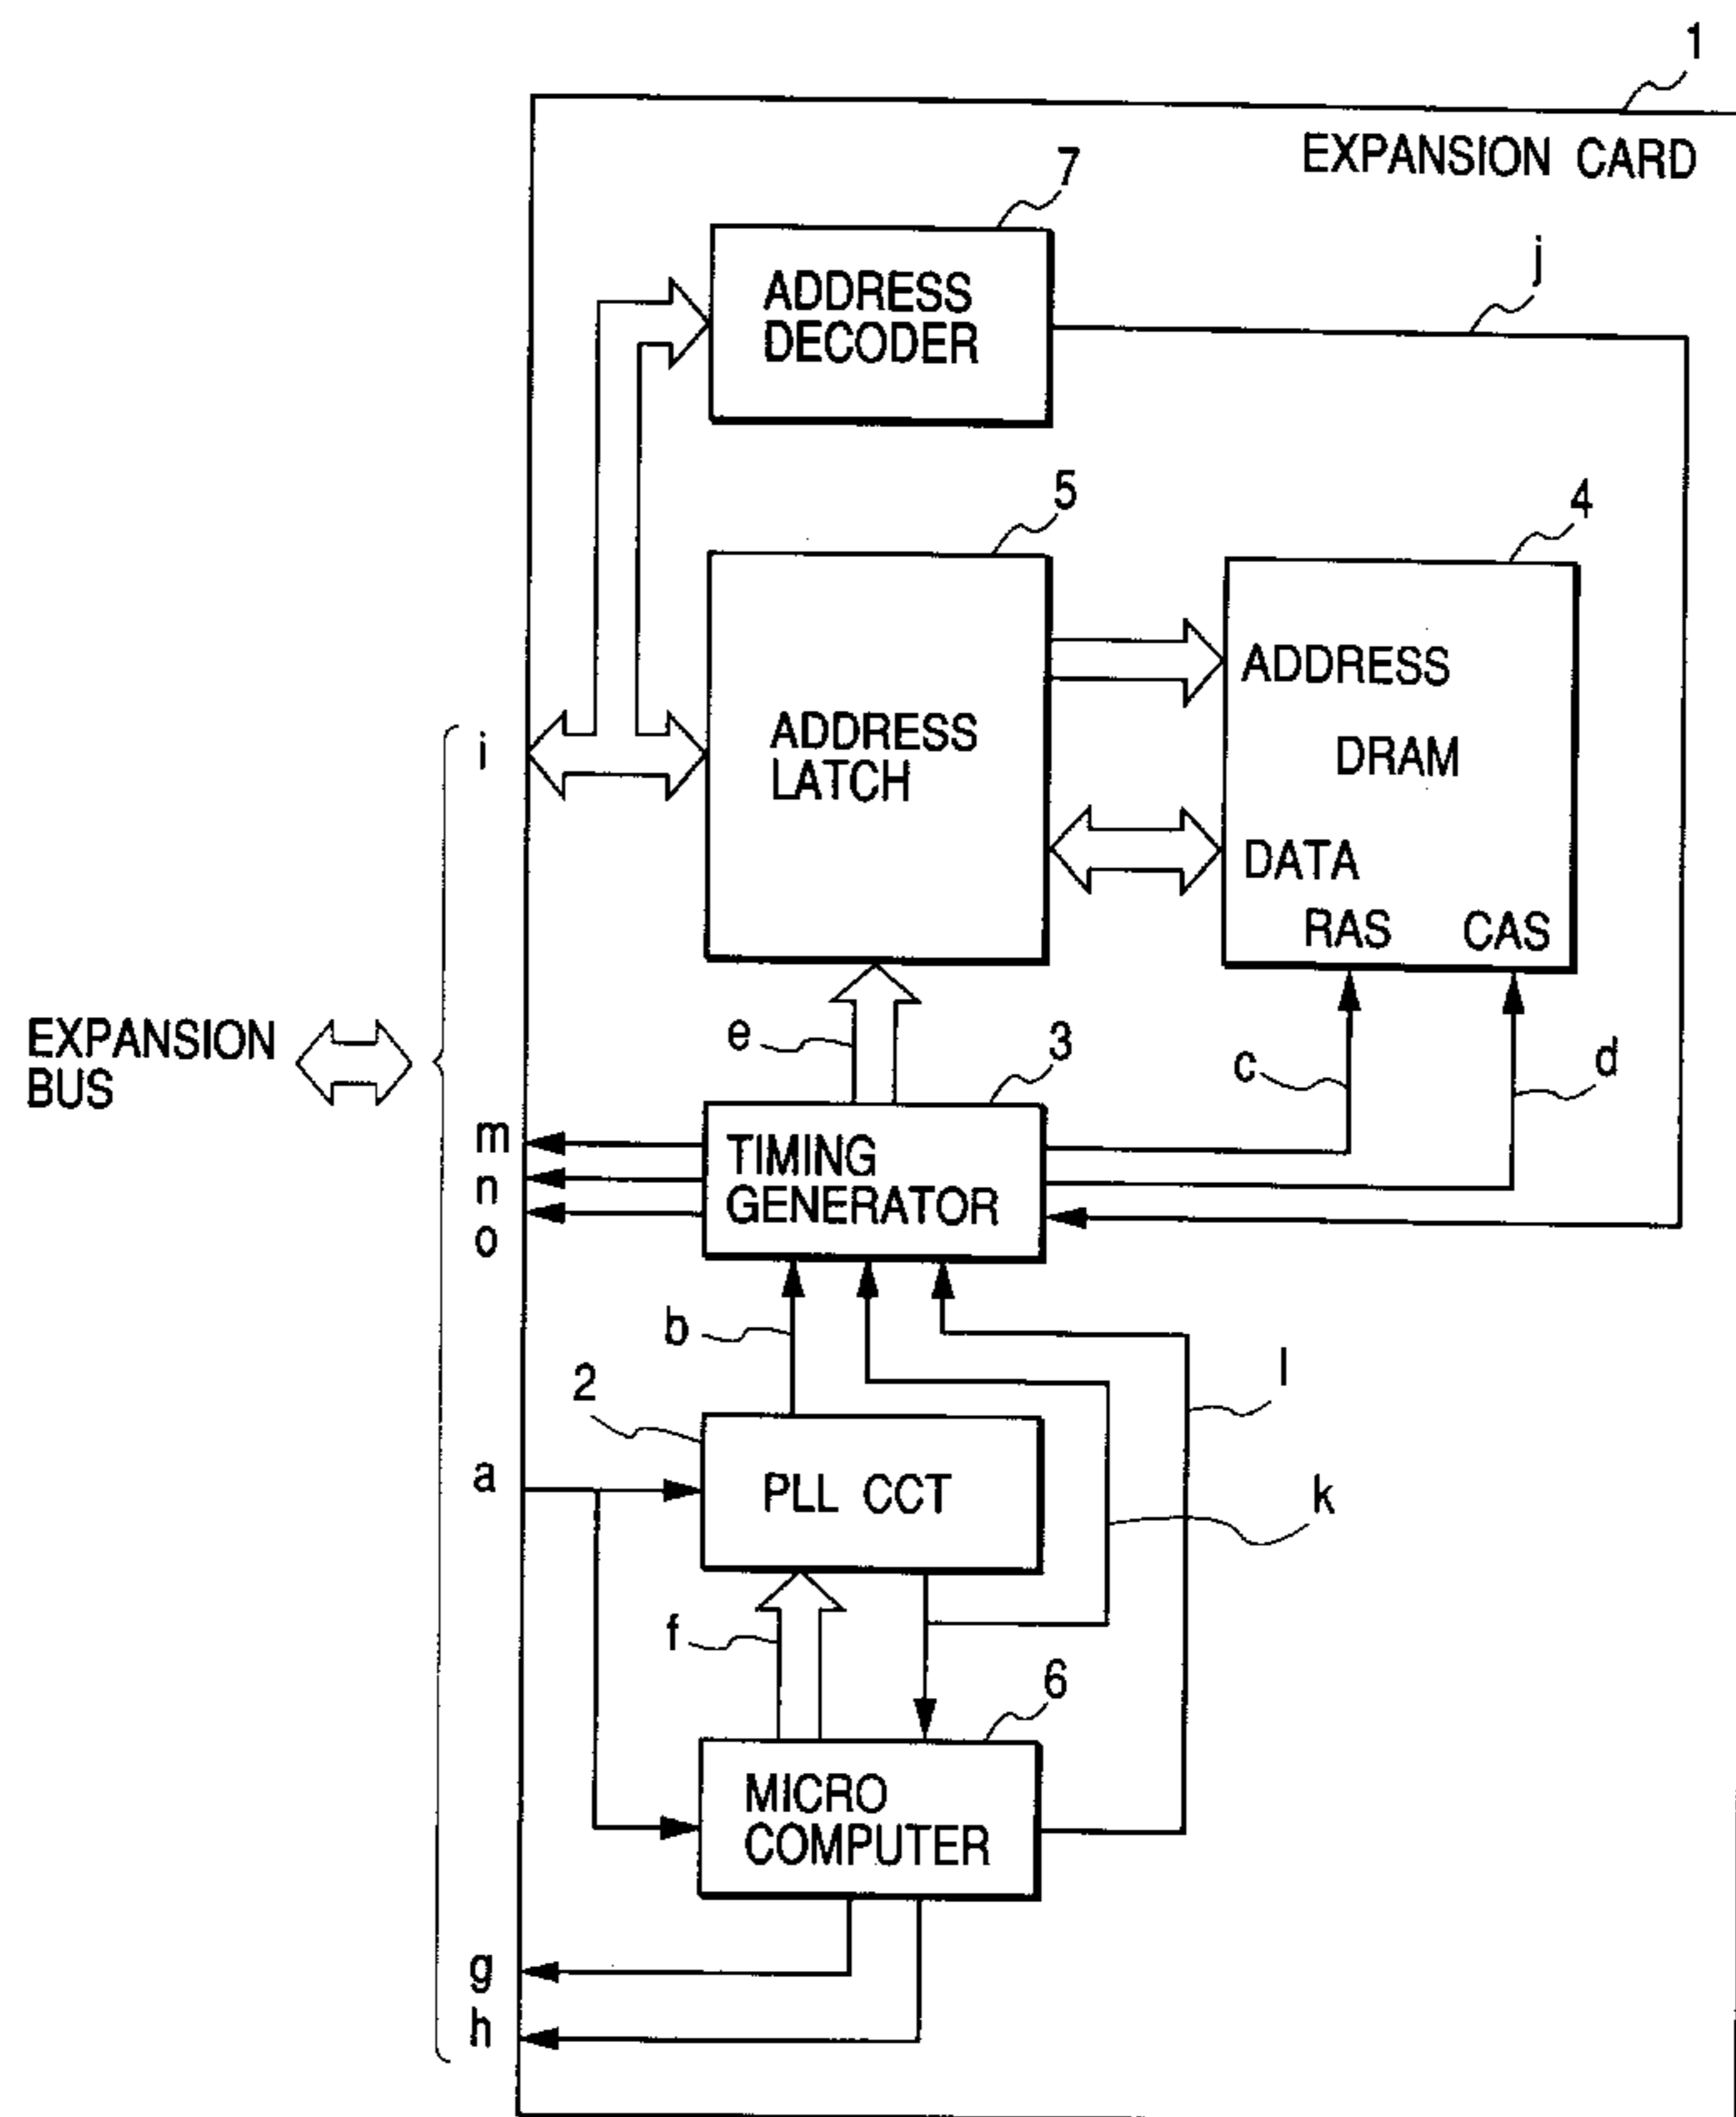 1
EXPANSION CARD
7
ADDRESS
DECODER
j
5
4
ADDRESS
i
ADDRESS
LATCH
DRAM
DATA
RAS CAS
EXPANSION
BUS
e
3
c
d
m
n
o
TIMING
GENERATOR
b
2
l
a
PLL CCT
k
f
6
MICRO
COMPUTER
g
h